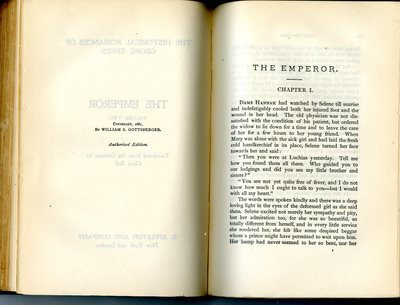 Copyright, 1881,
By WILLIAM S. GOTTSBERGER.
Authorized Edition.
THE EMPEROR.
CHAPTER I.
Dame Hannah had watched by Selene till sunrise
and indefatigably cooled both her injured foot and the
wound in her head. The old physician was not dis-
satisfied with the condition of his patient, but ordered
the widow to lie down for a time and to leave the care
of her for a few hours to her young friend. When
Mary was alone with the sick girl and had laid the fresh
cold handkerchief in its place, Selene turned her face
towards her and said:
"Then you were at Lochias yesterday. Tell me
how you found them all there. Who guided you to
our lodgings and did you see my little brother and
sisters?"
"You are not yet quite free of fever, and I do not
know how much I ought to talk to you—but I would
with all my heart."
The words were spoken kindly and there was a deep
loving light in the eyes of the deformed girl as she said
them. Selene excited not merely her sympathy and pity,
but her admiration too, for she was so beautiful, so
totally different from herself, and in every little service
she rendered her, she felt like some despised beggar
whom a prince might have permitted to wait upon him.
Her hump had never seemed to her so bent, nor her